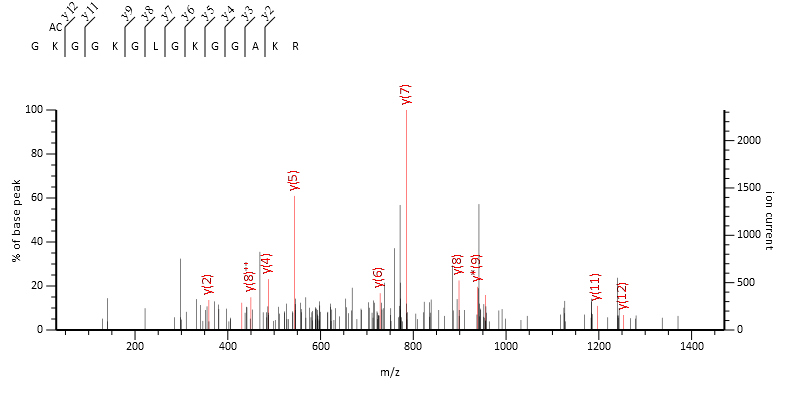 y12 y11 y9 y8 y7 y6 y5 y4 y3 y2
AC
G K G G K G L G K G G A K R
y(7)
y(5)
y(2) y(8)++ y(4) y(6) y(8) y*(9) y(11) y(12)
100
80
60
40
20
0
2000
1500
1000
500
0
% of base peak
ion current
200 400 600 800 1000 1200 1400
m/z